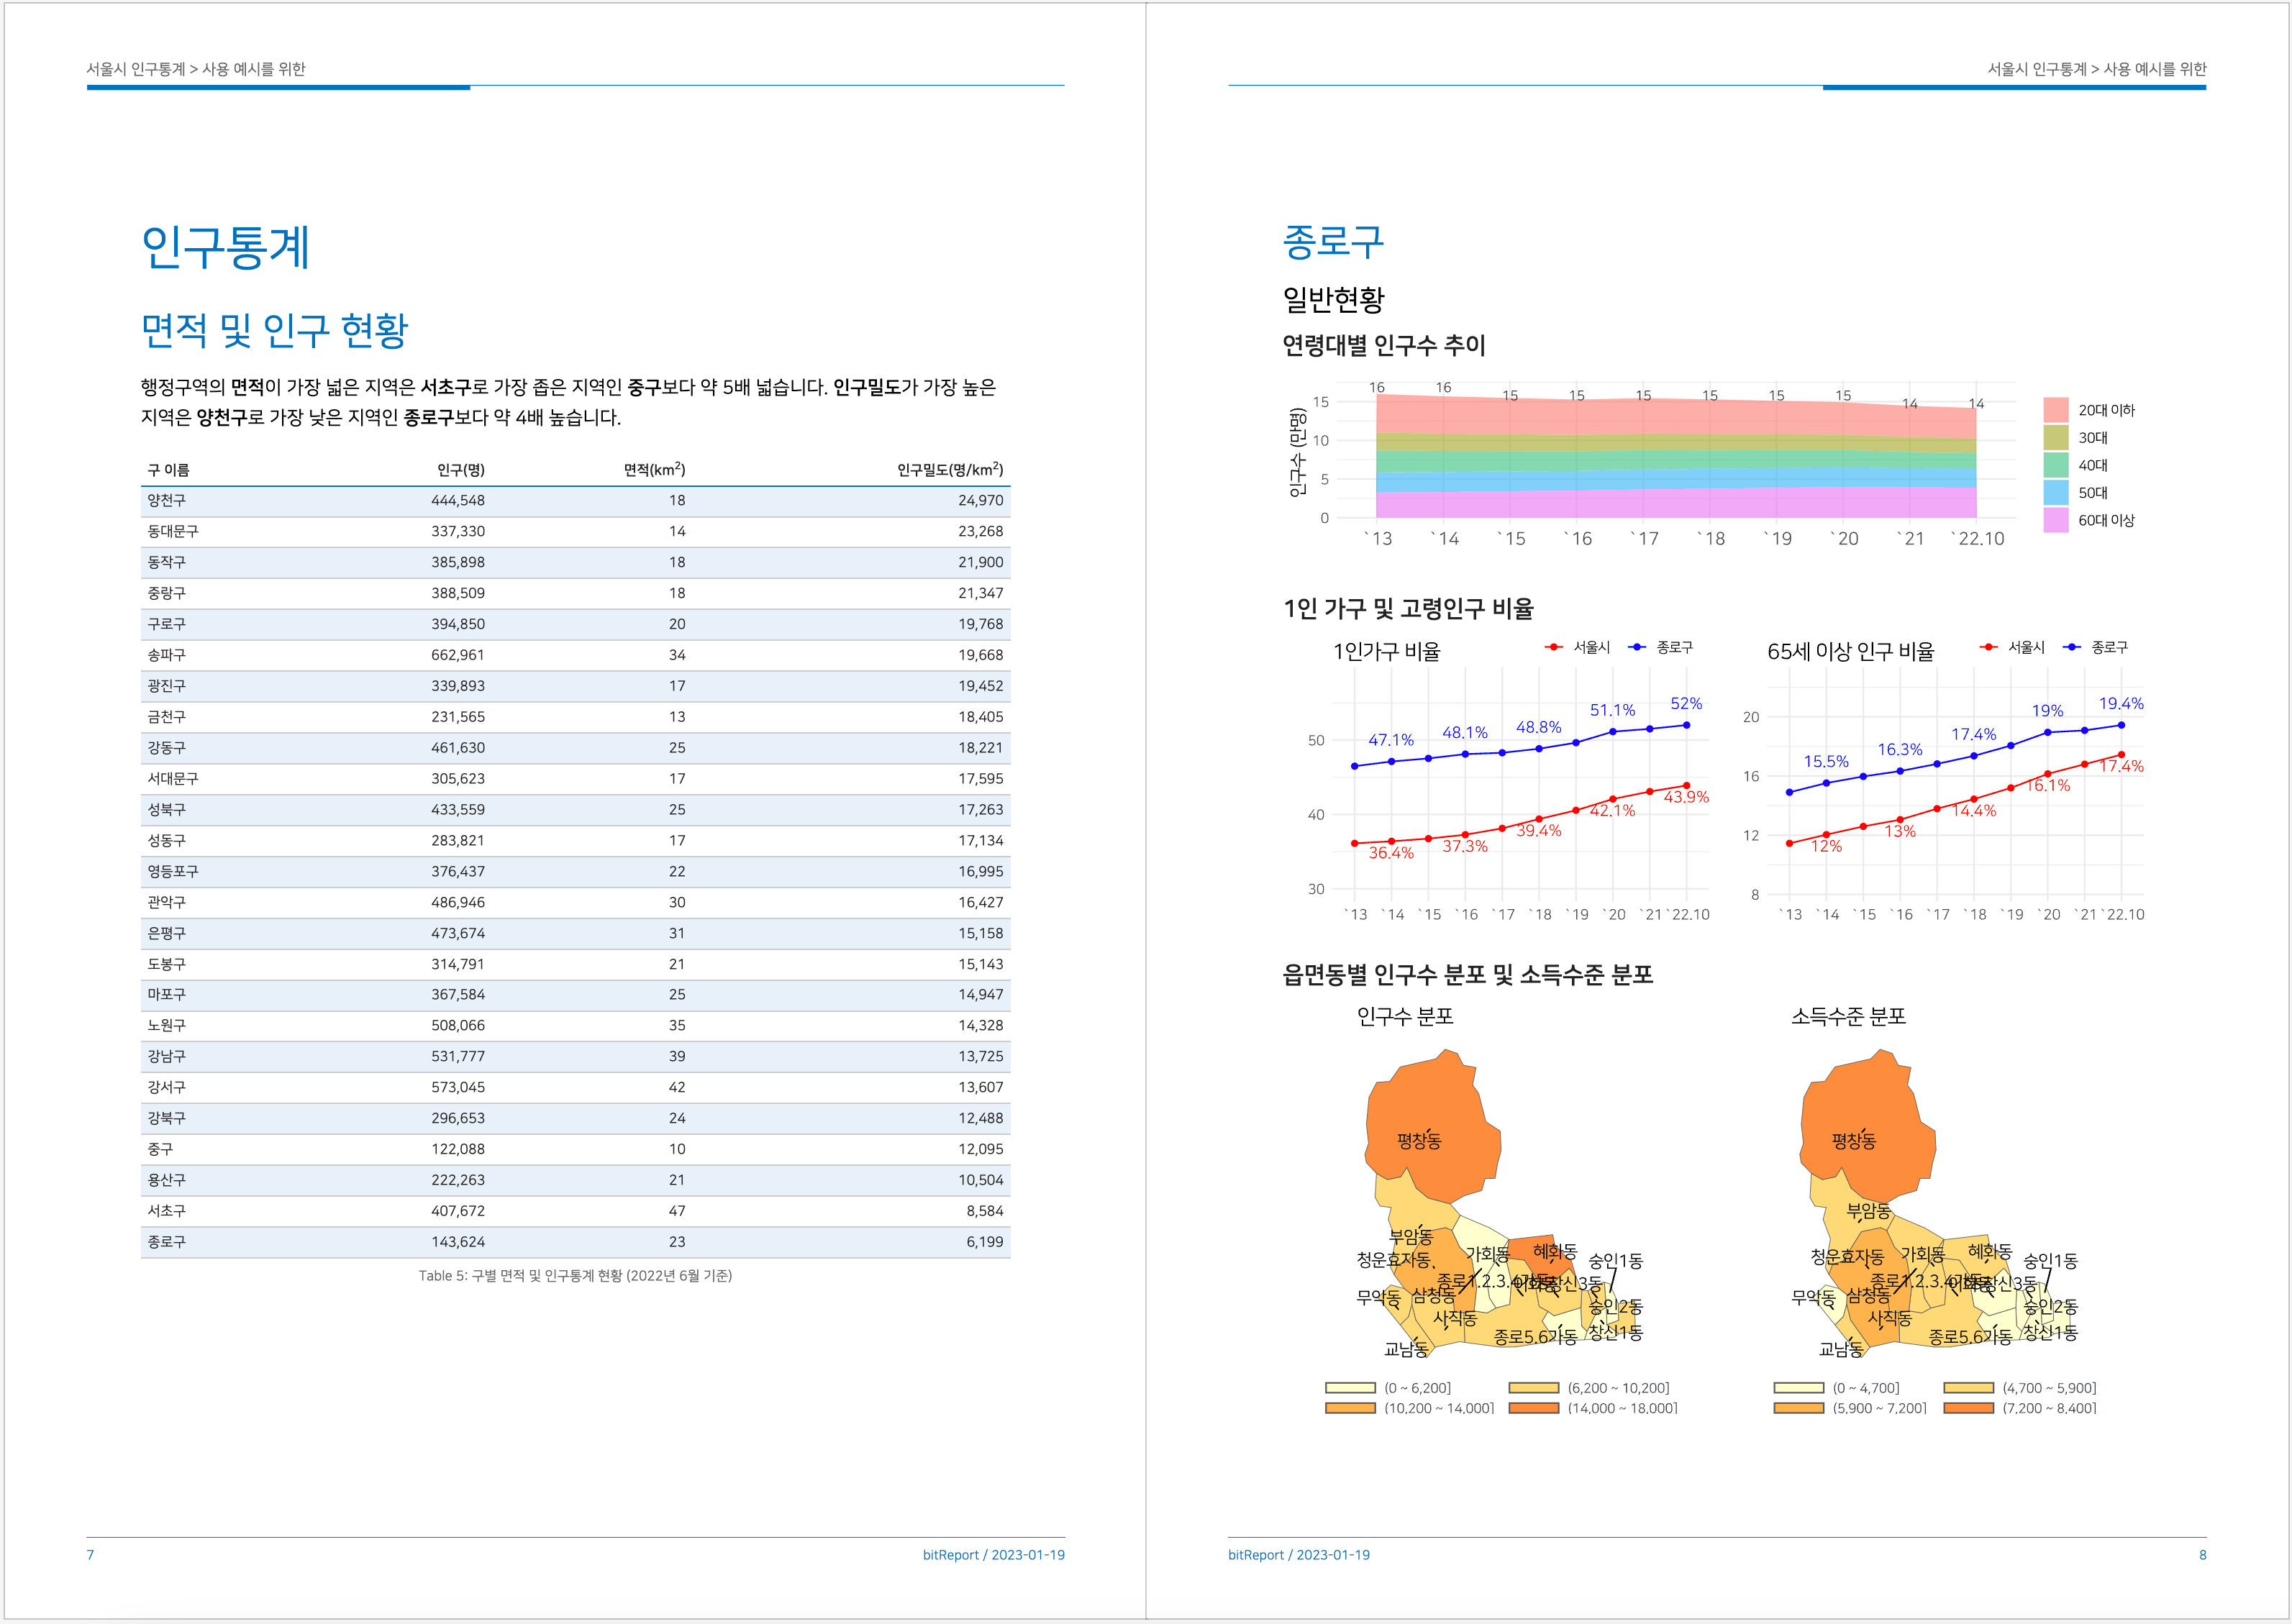 서울시 인구통계 > 사용 예시를 위한
인구통계
면적 및 인구 현황
행정구역의 면적이 가장 넓은 지역은 서초구로 가장 좁은 지역인 중구보다 약 5배 넓습니다. 인구밀도가 가장 높은
지역은 양천구로 가장 낮은 지역인 종로구보다 약 4배 높습니다.
구 이름 인구(명) 면적(km²) 인구밀도(명/km²)
양천구 444,548 18 24,970
동대문구 337,330 14 23,268
동작구 385,898 18 21,900
중랑구 388,509 18 21,347
구로구 394,850 20 19,768
송파구 662,961 34 19,668
광진구 339,893 17 19,452
금천구 231,565 13 18,405
강동구 461,630 25 18,221
서대문구 305,623 17 17,595
성북구 433,559 25 17,263
성동구 283,821 17 17,134
영등포구 376,437 22 16,995
관악구 486,946 30 16,427
은평구 473,674 31 15,158
도봉구 314,791 21 15,143
마포구 367,584 25 14,947
노원구 508,066 35 14,328
강남구 531,777 39 13,725
강서구 573,045 42 13,607
강북구 296,653 24 12,488
중구 122,088 10 12,095
용산구 222,263 21 10,504
서초구 407,672 47 8,584
종로구 143,624 23 6,199
Table 5: 구별 면적 및 인구통계 현황 (2022년 6월 기준)
7 bitReport / 2023-01-19
서울시 인구통계 > 사용 예시를 위한
종로구
일반현황
연령대별 인구수 추이
인구수 (만명)
15
10
5
0
16 16 15 15 15 15 15 15 14 14
`13 `14 `15 `16 `17 `18 `19 `20 `21 `22.10
20대 이하
30대
40대
50대
60대 이상
1인 가구 및 고령인구 비율
1인가구 비율 서울시 종로구
50
40
30
47.1% 48.1% 48.8% 51.1% 52%
36.4% 37.3% 39.4% 42.1% 43.9%
`13 `14 `15 `16 `17 `18 `19 `20 `21 `22.10
65세 이상 인구 비율 서울시 종로구
20
16
12
8
15.5% 16.3% 17.4% 19% 19.4%
12% 13% 14.4% 16.1% 17.4%
`13 `14 `15 `16 `17 `18 `19 `20 `21 `22.10
읍면동별 인구수 분포 및 소득수준 분포
인구수 분포
평창동
부암동
청운효자동 가회동 혜화동 숭인1동
종로1.2.3.4가동 창신3동
무악동 삼청동 숭인2동
사직동
종로5.6가동 창신1동
교남동
(0 ~ 6,200] (6,200 ~ 10,200]
(10,200 ~ 14,000] (14,000 ~ 18,000]
소득수준 분포
평창동
부암동
청운효자동 가회동 혜화동 숭인1동
종로1.2.3.4가동 창신3동
무악동 삼청동 숭인2동
사직동
종로5.6가동 창신1동
교남동
(0 ~ 4,700] (4,700 ~ 5,900]
(5,900 ~ 7,200] (7,200 ~ 8,400]
bitReport / 2023-01-19 8